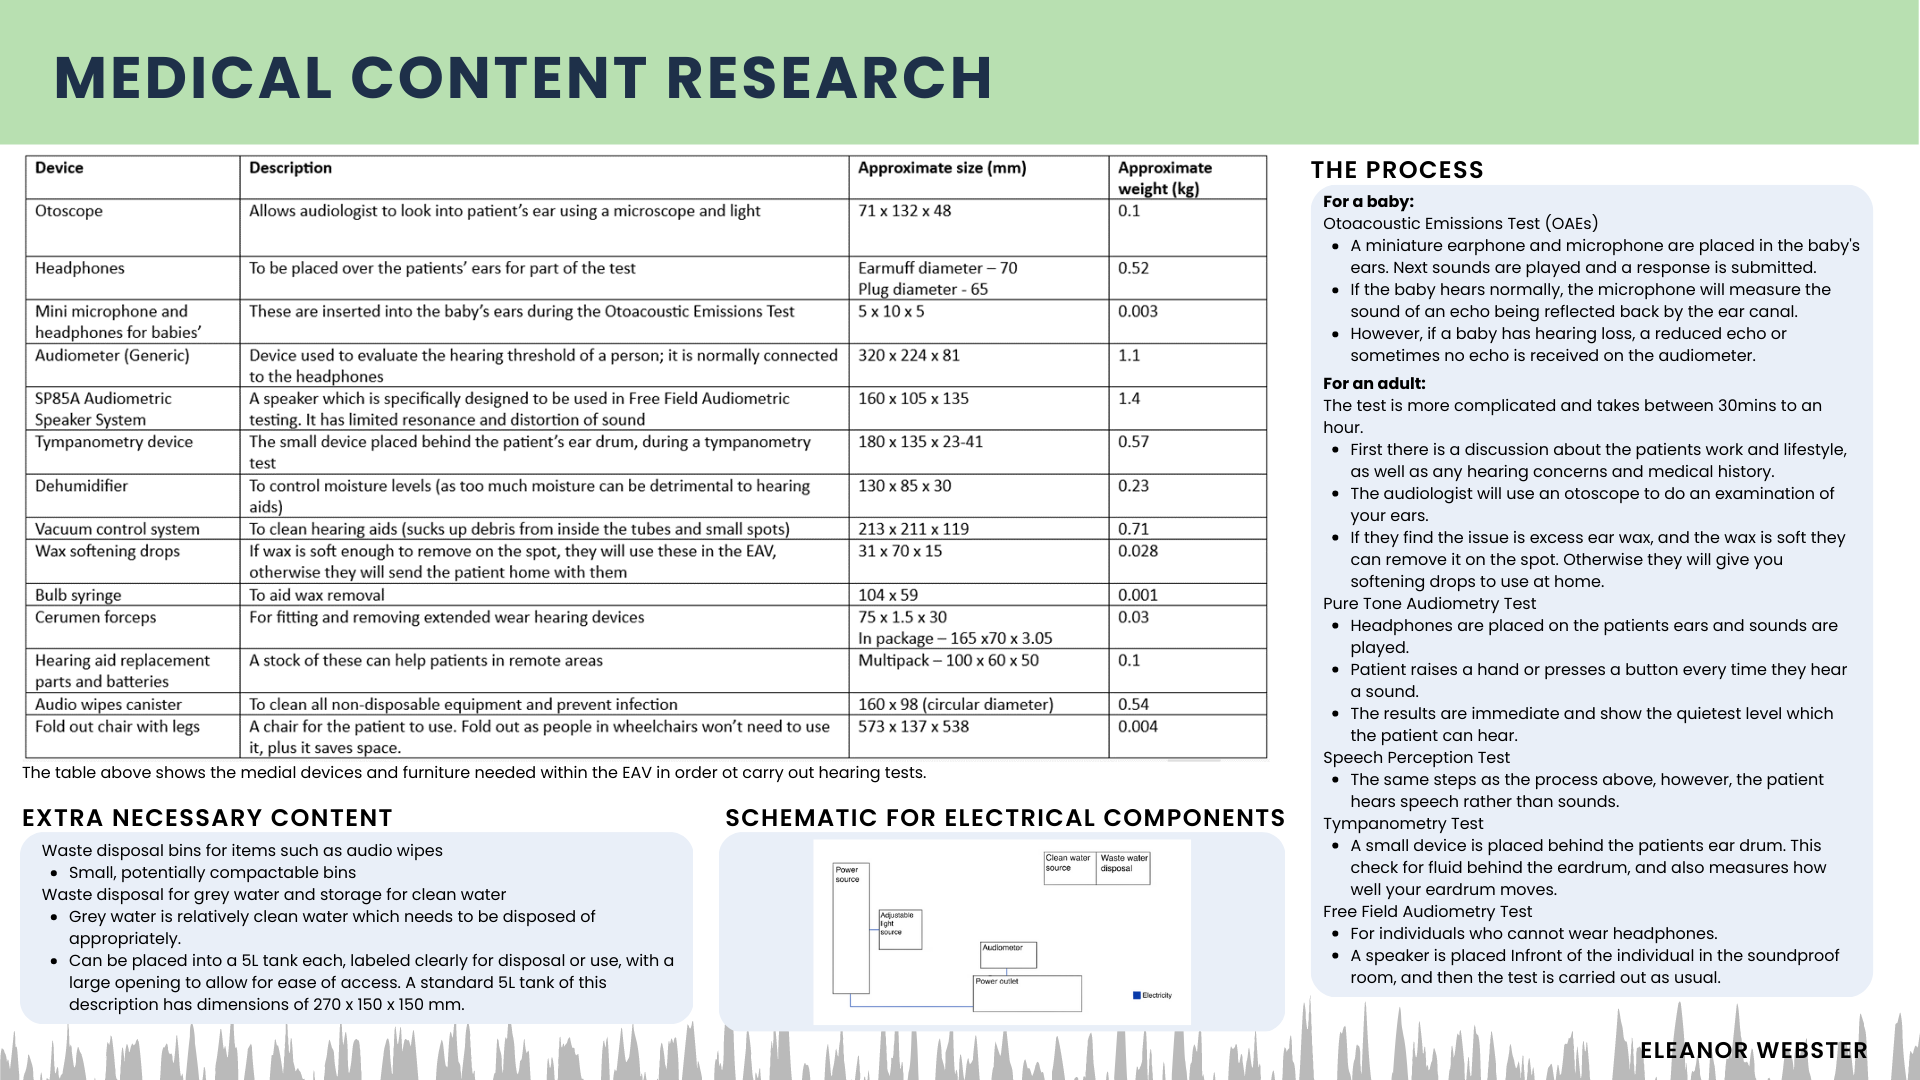 MEDICAL CONTENT RESEARCH
Device Description Approximate size (mm) Approximate
weight (kg)
Otoscope Allows audiologist to look into patient's ear using a microscope and light 71 x 132 x 48 0.1
Headphones To be placed over the patients' ears for part of the test Earmuff diameter – 70 0.52
Plug diameter - 65
Mini microphone and These are inserted into the baby's ears during the Otoacoustic Emissions Test 5 x 10 x 5 0.003
headphones for babies'
Audiometer (Generic) Device used to evaluate the hearing threshold of a person; it is normally connected 320 x 224 x 81 1.1
to the headphones
SP85A Audiometric A speaker which is specifically designed to be used in Free Field Audiometric 160 x 105 x 135 1.4
Speaker System testing. It has limited resonance and distortion of sound
Tympanometry device The small device placed behind the patient's ear drum, during a tympanometry 180 x 135 x 23-41 0.57
test
Dehumidifier To control moisture levels (as too much moisture can be detrimental to hearing 130 x 85 x 30 0.23
aids)
Vacuum control system To clean hearing aids (sucks up debris from inside the tubes and small spots) 213 x 211 x 119 0.71
Wax softening drops If wax is soft enough to remove on the spot, they will use these in the EAV, 31 x 70 x 15 0.028
otherwise they will send the patient home with them
Bulb syringe To aid wax removal 104 x 59 0.001
Cerumen forceps For fitting and removing extended wear hearing devices 75 x 1.5 x 30 0.03
In package – 165 x70 x 3.05
Hearing aid replacement A stock of these can help patients in remote areas Multipack – 100 x 60 x 50 0.1
parts and batteries
Audio wipes canister To clean all non-disposable equipment and prevent infection 160 x 98 (circular diameter) 0.54
Fold out chair with legs A chair for the patient to use. Fold out as people in wheelchairs won't need to use 573 x 137 x 538 0.004
it, plus it saves space.
The table above shows the medial devices and furniture needed within the EAV in order ot carry out hearing tests.
EXTRA NECESSARY CONTENT
Waste disposal bins for items such as audio wipes
• Small, potentially compactable bins
Waste disposal for grey water and storage for clean water
• Grey water is relatively clean water which needs to be disposed of
appropriately.
• Can be placed into a 5L tank each, labeled clearly for disposal or use, with a
large opening to allow for ease of access. A standard 5L tank of this
description has dimensions of 270 x 150 x 150 mm.
SCHEMATIC FOR ELECTRICAL COMPONENTS
Power
source
Clean water
source
Waste water
disposal
Adjustable
light
source
Audiometer
Power outlet
Electricity
THE PROCESS
For a baby:
Otoacoustic Emissions Test (OAEs)
• A miniature earphone and microphone are placed in the baby's
ears. Next sounds are played and a response is submitted.
• If the baby hears normally, the microphone will measure the
sound of an echo being reflected back by the ear canal.
• However, if a baby has hearing loss, a reduced echo or
sometimes no echo is received on the audiometer.
For an adult:
The test is more complicated and takes between 30mins to an
hour.
• First there is a discussion about the patients work and lifestyle,
as well as any hearing concerns and medical history.
• The audiologist will use an otoscope to do an examination of
your ears.
• If they find the issue is excess ear wax, and the wax is soft they
can remove it on the spot. Otherwise they will give you
softening drops to use at home.
Pure Tone Audiometry Test
• Headphones are placed on the patients ears and sounds are
played.
• Patient raises a hand or presses a button every time they hear
a sound.
• The results are immediate and show the quietest level which
the patient can hear.
Speech Perception Test
• The same steps as the process above, however, the patient
hears speech rather than sounds.
Tympanometry Test
• A small device is placed behind the patients ear drum. This
check for fluid behind the eardrum, and also measures how
well your eardrum moves.
Free Field Audiometry Test
• For individuals who cannot wear headphones.
• A speaker is placed Infront of the individual in the soundproof
room, and then the test is carried out as usual.
ELEANOR WEBSTER